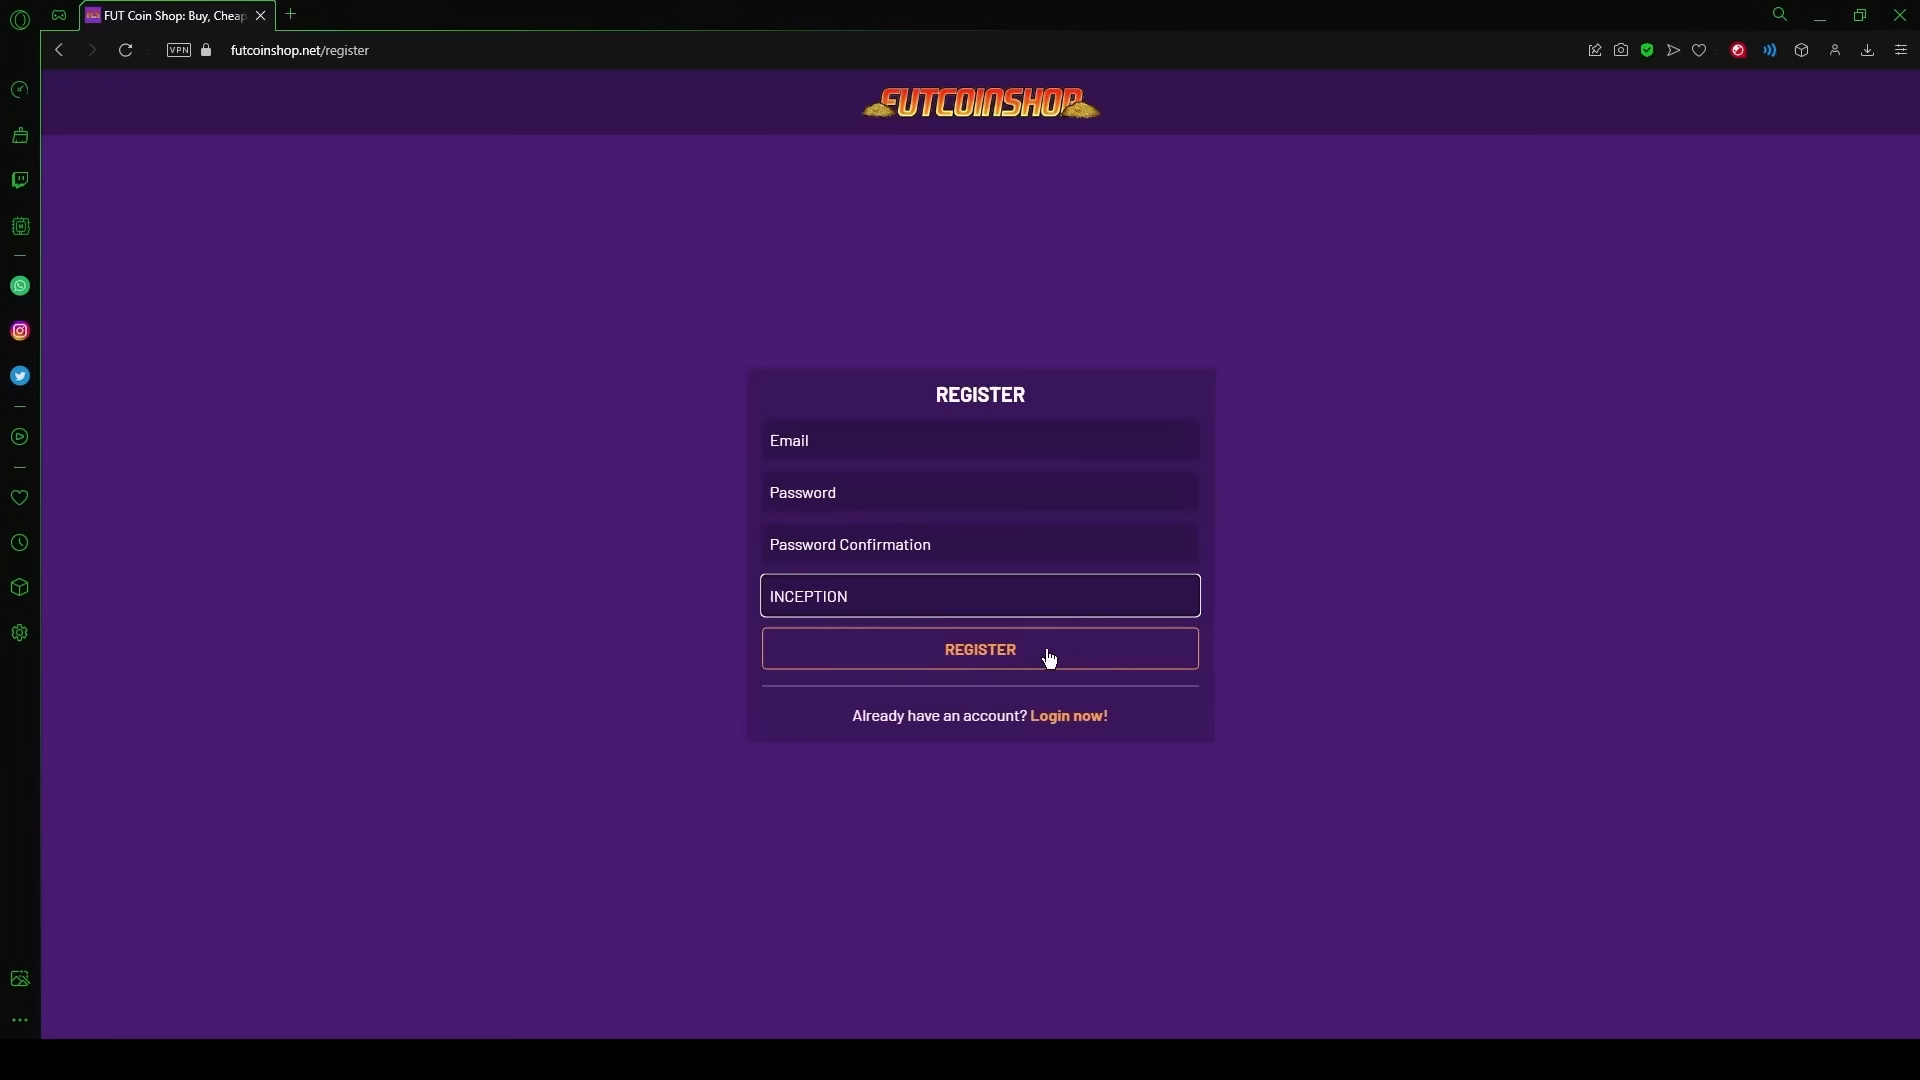 FUT Coin Shop: Buy, Cheap
VPN
futcoinshop.net/register
FUTCOINSHOP
REGISTER
Email
Password
Password Confirmation
INCEPTION
REGISTER
Already have an account? Login now!